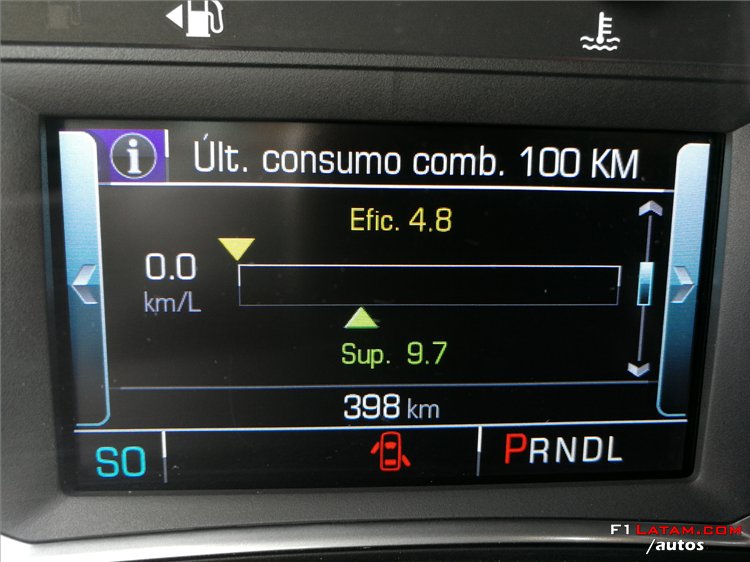 Últ. consumo comb. 100 KM
Efic. 4.8
0.0
km/L
Sup. 9.7
398 km
SO
PRNDL
F1Latam.com
/autos